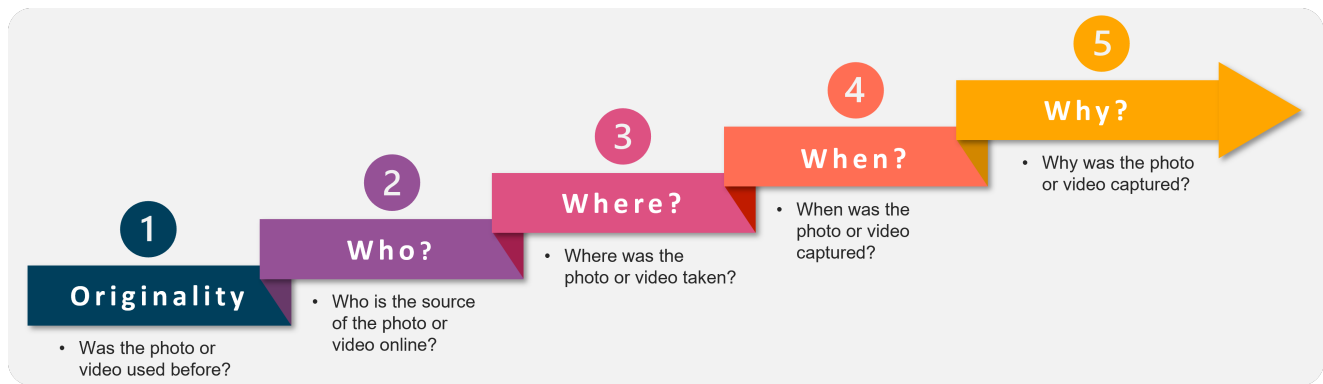 1
Originality
• Was the photo or
video used before?
2
Who?
• Who is the source
of the photo or
video online?
3
Where?
• Where was the
photo or video taken?
4
When?
• When was the
photo or video
captured?
5
Why?
• Why was the photo
or video captured?